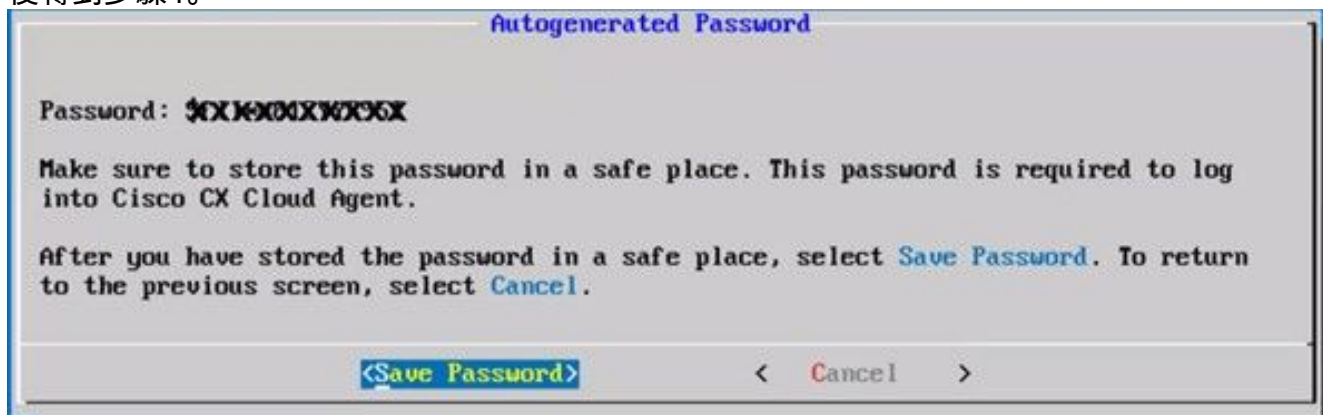 Autogenerated Password
Password:
Make sure to store this password in a safe place. This password is required to log
into Cisco CX Cloud Agent.
After you have stored the password in a safe place, select Save Password. To return
to the previous screen, select Cancel.
<Save Password> < Cancel >